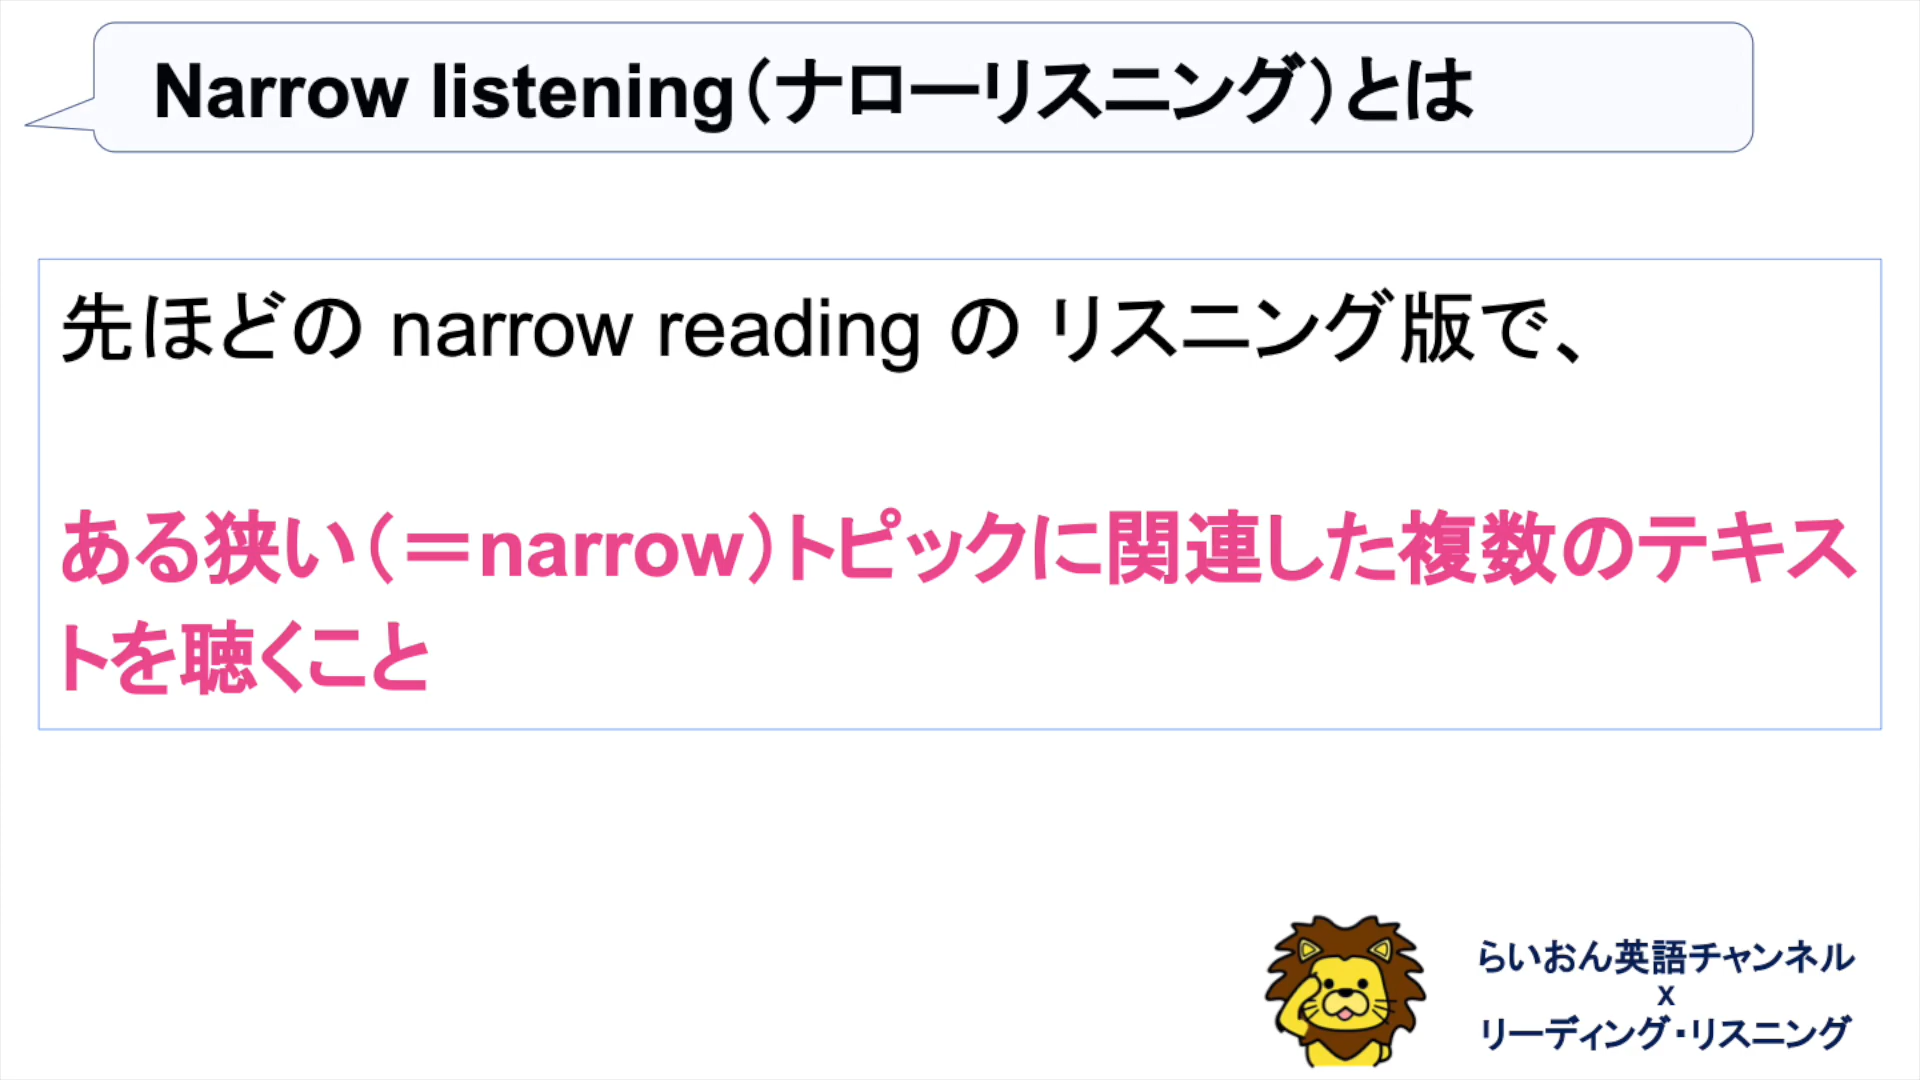 Narrow listening（ナローリスニング）とは
先ほどの narrow reading の リスニング版で、
ある狭い（＝narrow）トピックに関連した複数のテキス
トを聴くこと
らいおん英語チャンネル
x
リーディング・リスニング